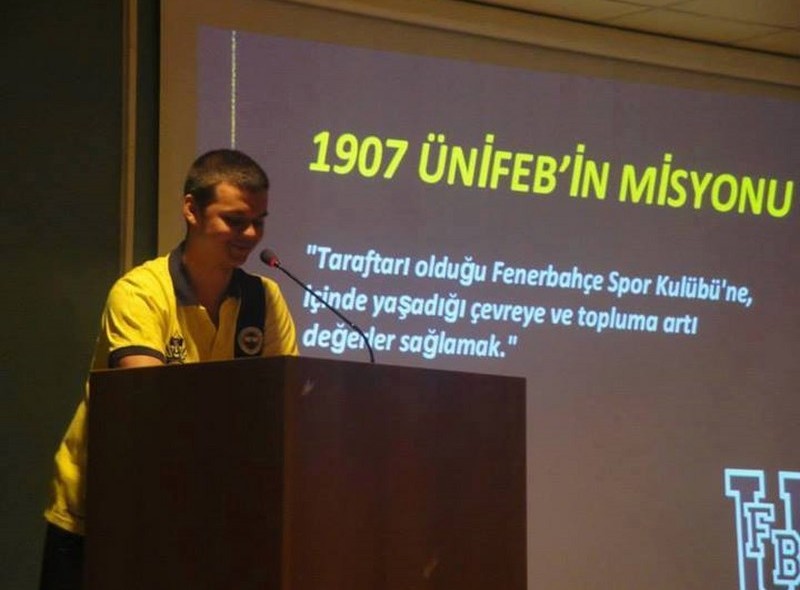 1907 ÜNİFEB'İN MİSYONU
"Taraftarı olduğu Fenerbahçe Spor Kulübü'ne,
içinde yaşadığı çevreye ve topluma artı
değerler sağlamak."
U
FB